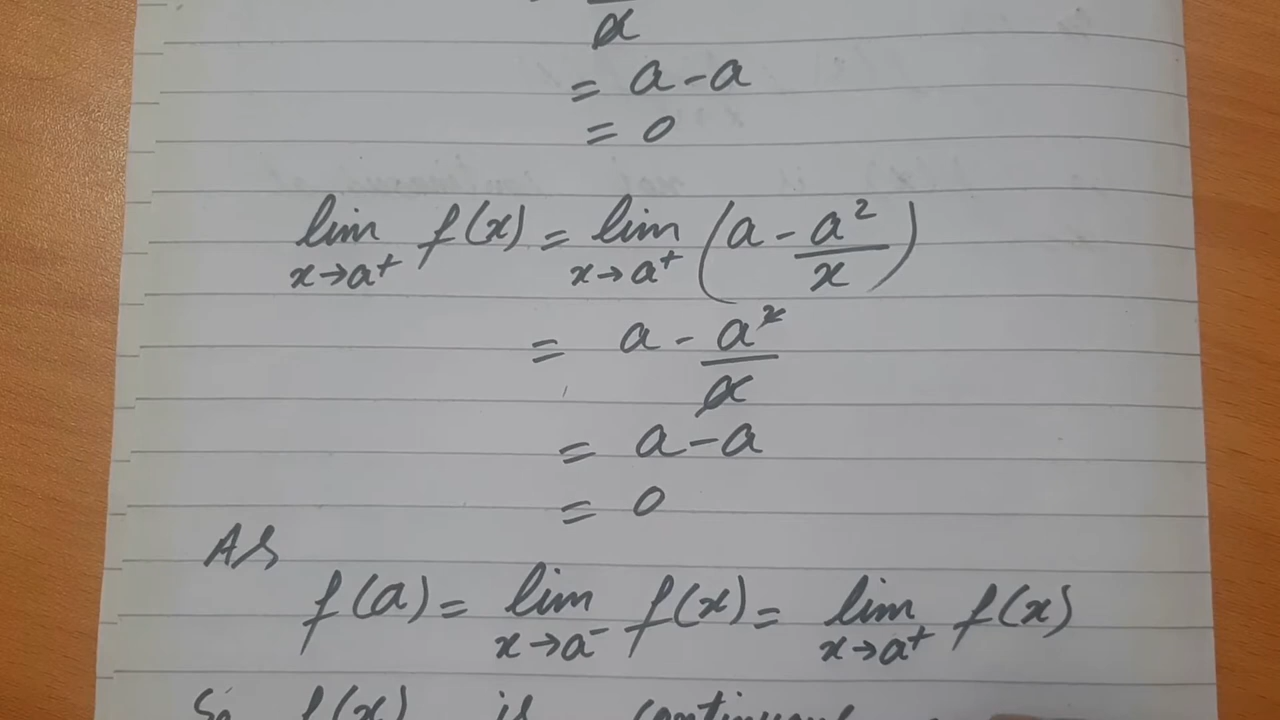 a
= a - a
= 0
lim x→a⁺ f(x) = lim x→a⁺ (a - a²/x)
= a - a²/a
= a - a
= 0
As
f(a) = lim x→a⁻ f(x) = lim x→a⁺ f(x)
So f(x) is continuous